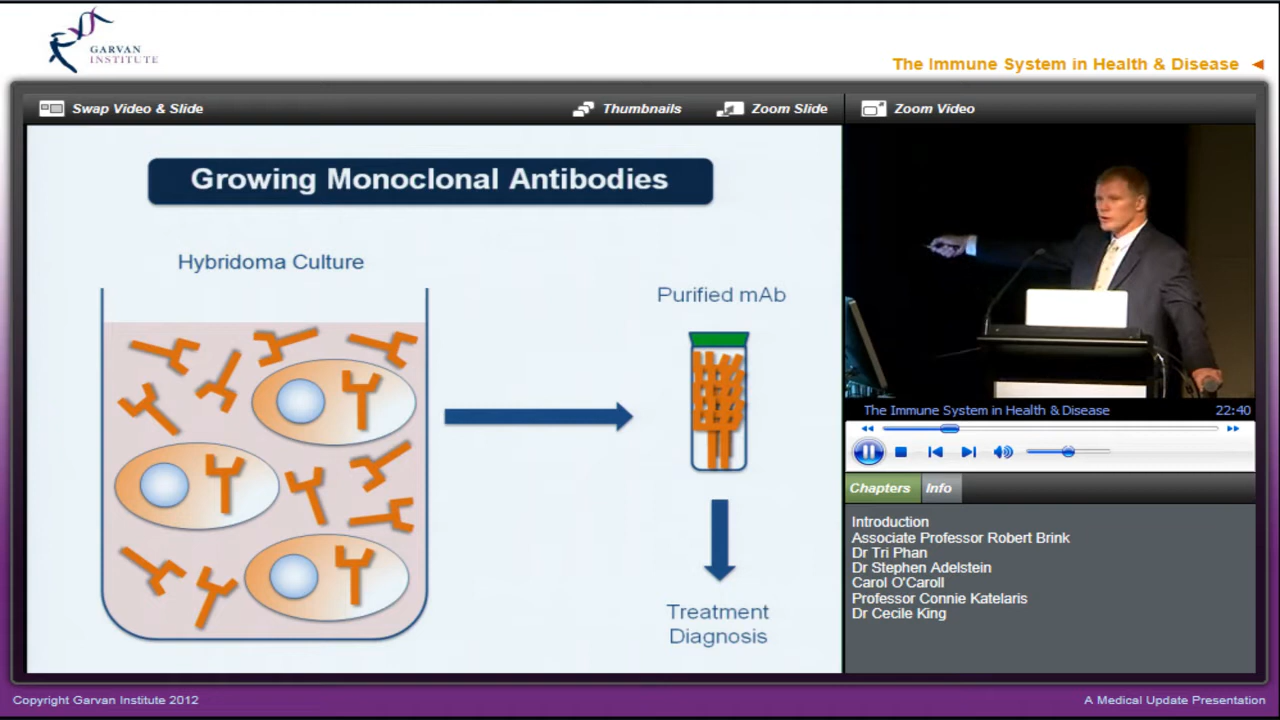 GARVAN
INSTITUTE
The Immune System in Health & Disease
Swap Video & Slide
Thumbnails
Zoom Slide
Zoom Video
Growing Monoclonal Antibodies
Hybridoma Culture
Purified mAb
Treatment
Diagnosis
The Immune System in Health & Disease 22:40
Chapters
Info
Introduction
Associate Professor Robert Brink
Dr Tri Phan
Dr Stephen Adelstein
Carol O'Caroll
Professor Connie Katelaris
Dr Cecile King
Copyright Garvan Institute 2012
A Medical Update Presentation